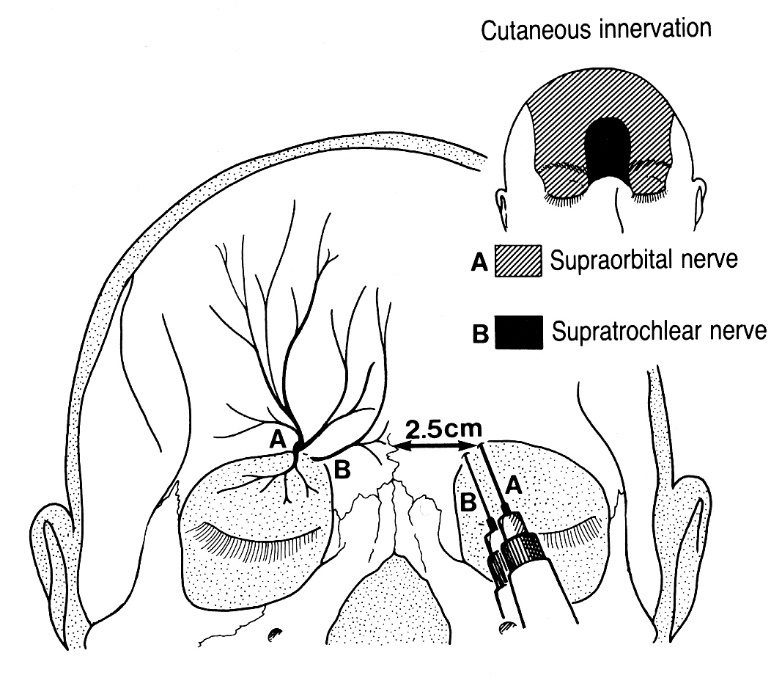 Cutaneous innervation
A Supraorbital nerve
B Supratrochlear nerve
2.5cm
A
B
A
B